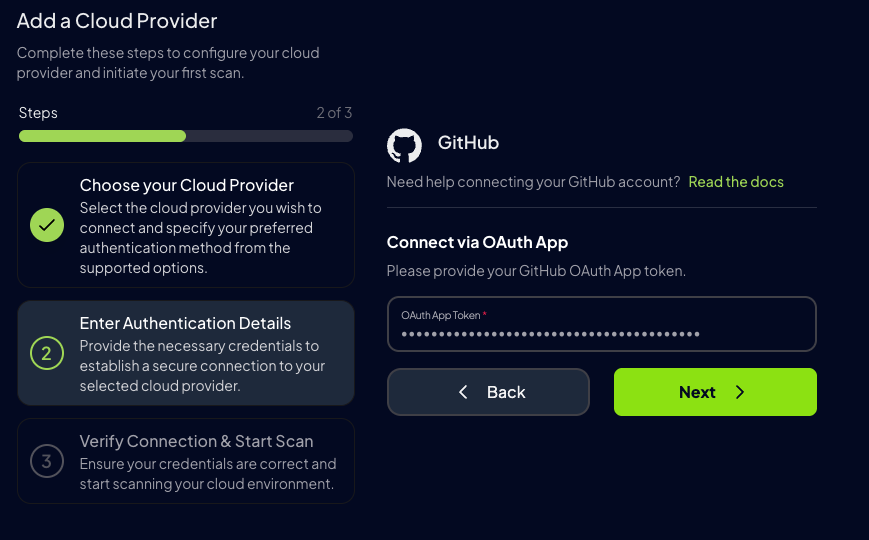 Add a Cloud Provider
Complete these steps to configure your cloud
provider and initiate your first scan.
Steps
2 of 3
Choose your Cloud Provider
Select the cloud provider you wish to
connect and specify your preferred
authentication method from the
supported options.
2
Enter Authentication Details
Provide the necessary credentials to
establish a secure connection to your
selected cloud provider.
3
Verify Connection & Start Scan
Ensure your credentials are correct and
start scanning your cloud environment.
GitHub
Need help connecting your GitHub account? Read the docs
Connect via OAuth App
Please provide your GitHub OAuth App token.
OAuth App Token *
••••••••••••••••••••••••••••••••••••••••
Back
Next